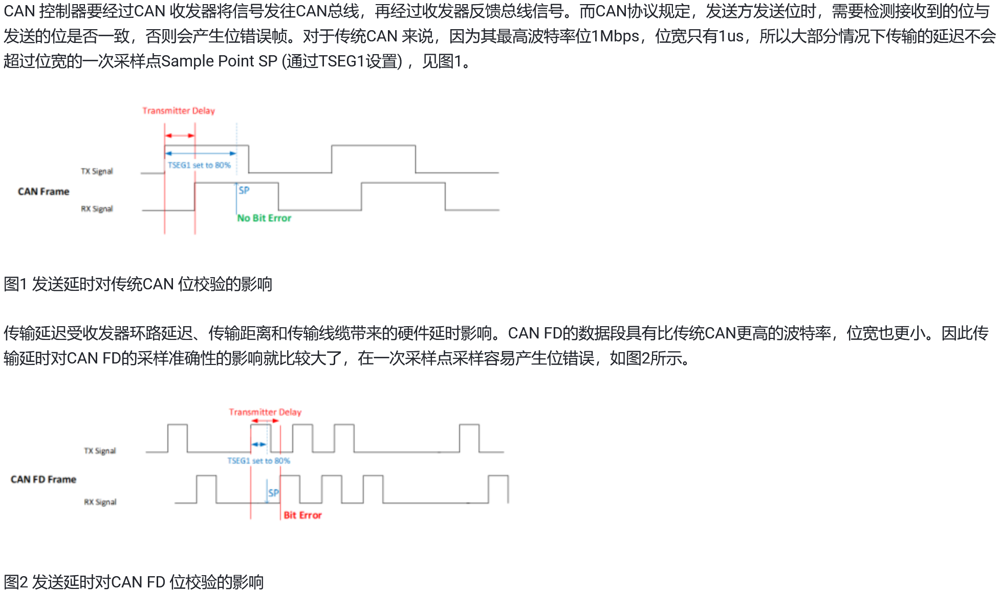 CAN 控制器要经过CAN 收发器将信号发往CAN总线，再经过收发器反馈总线信号。而CAN协议规定，发送方发送位时，需要检测接收到的位与
发送的位是否一致，否则会产生位错误帧。对于传统CAN 来说，因为其最高波特率位1Mbps，位宽只有1us，所以大部分情况下传输的延迟不会
超过位宽的一次采样点Sample Point SP (通过TSEG1设置) ，见图1。
Transmitter Delay
TSEG1 set to 80%
TX Signal
CAN Frame
SP
RX Signal
No Bit Error
图1 发送延时对传统CAN 位校验的影响
传输延迟受收发器环路延迟、传输距离和传输线缆带来的硬件延时影响。CAN FD的数据段具有比传统CAN更高的波特率，位宽也更小。因此传
输延时对CAN FD的采样准确性的影响就比较大了，在一次采样点采样容易产生位错误，如图2所示。
Transmitter Delay
TX Signal
TSEG1 set to 80%
CAN FD Frame
SP
RX Signal
Bit Error
图2 发送延时对CAN FD 位校验的影响